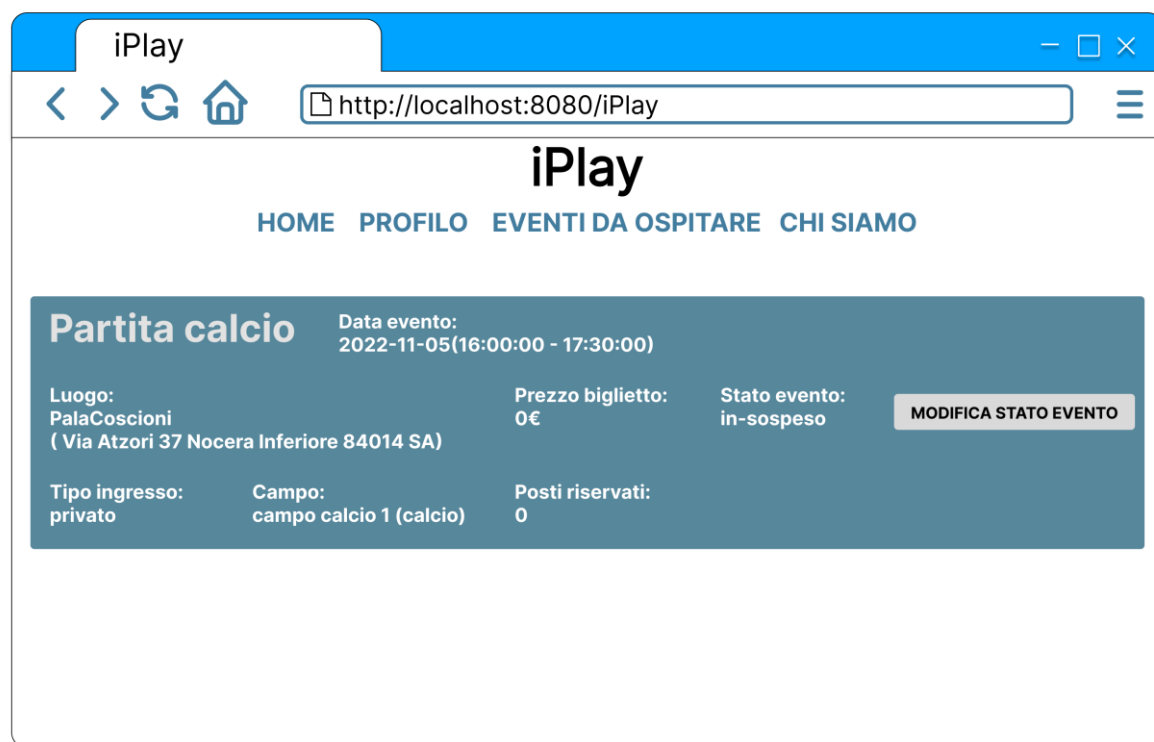 iPlay
http://localhost:8080/iPlay
iPlay
HOME PROFILO EVENTI DA OSPITARE CHI SIAMO
Partita calcio
Data evento:
2022-11-05(16:00:00 - 17:30:00)
Luogo:
PalaCoscioni
( Via Atzori 37 Nocera Inferiore 84014 SA)
Prezzo biglietto:
0€
Stato evento:
in-sospeso
MODIFICA STATO EVENTO
Tipo ingresso:
privato
Campo:
campo calcio 1 (calcio)
Posti riservati:
0